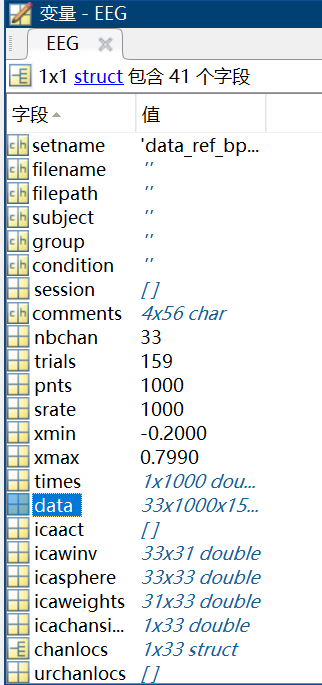 变量 - EEG
EEG
1x1 struct 包含 41 个字段
字段 值
setname 'data_ref_bp...
filename ''
filepath ''
subject ''
group ''
condition ''
session []
comments 4x56 char
nbchan 33
trials 159
pnts 1000
srate 1000
xmin -0.2000
xmax 0.7990
times 1x1000 dou...
data 33x1000x15...
icaact []
icawinv 33x31 double
icasphere 33x33 double
icaweights 31x33 double
icachansi... 1x33 double
chanlocs 1x33 struct
urchanlocs []